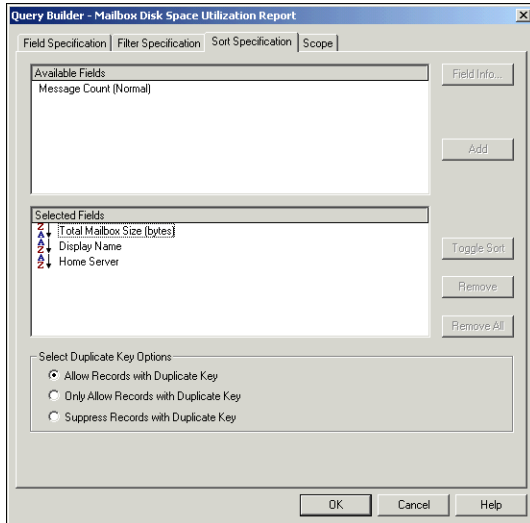 Query Builder - Mailbox Disk Space Utilization Report
Field Specification | Filter Specification | Sort Specification | Scope
Available Fields
Field Info...
Message Count (Normal)
Add
Selected Fields
Total Mailbox Size (bytes)
Display Name
Toggle Sort
Home Server
Remove
Remove All
Select Duplicate Key Options
Allow Records with Duplicate Key
Only Allow Records with Duplicate Key
Suppress Records with Duplicate Key
OK Cancel Help